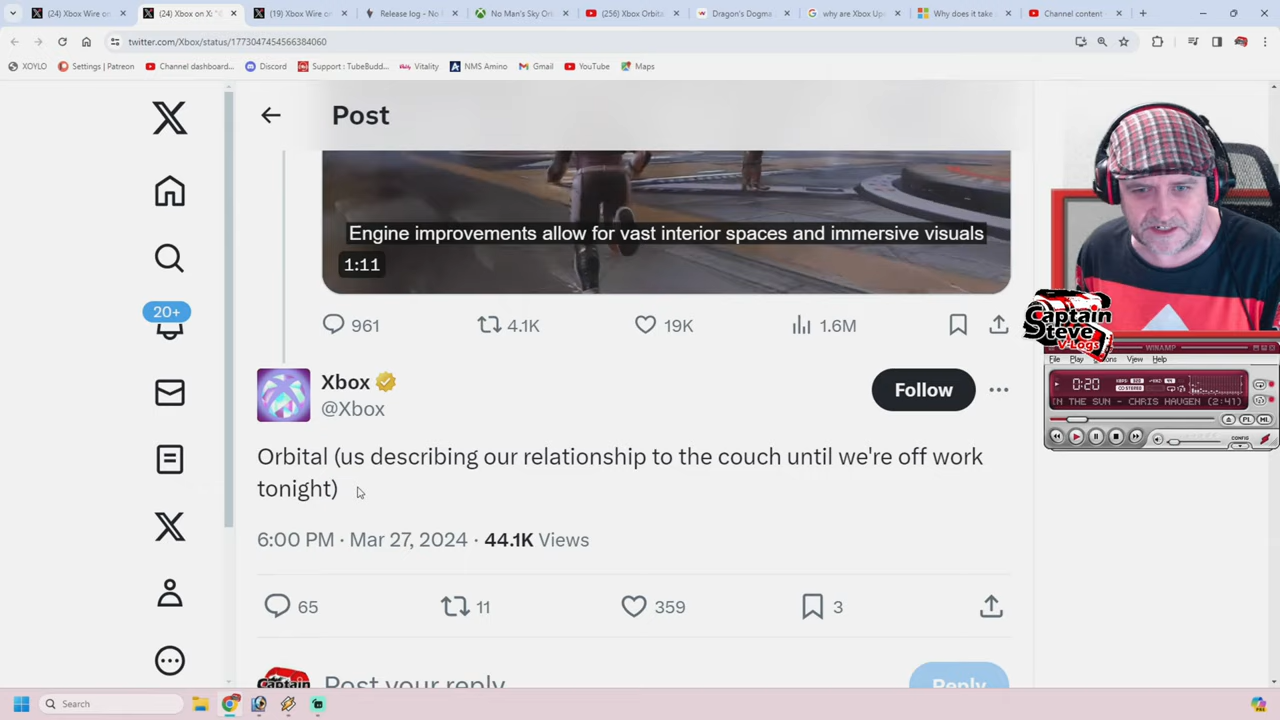 (24) Xbox Wire on
(24) Xbox on X: "
(19) Xbox Wire on
Release log - No
No Man's Sky Orb
(256) Xbox Orbita
Dragon's Dogma
why are Xbox Up
Why does it take
Channel content
twitter.com/Xbox/status/1773047454566384060
XOYLO
Settings | Patreon
Channel dashboard...
Discord
Support : TubeBudd...
Vitality
NMS Amino
Gmail
YouTube
Maps
Post
Engine improvements allow for vast interior spaces and immersive visuals
1:11
961
4.1K
19K
1.6M
20+
Xbox
@Xbox
Follow
Orbital (us describing our relationship to the couch until we're off work
tonight)
6:00 PM · Mar 27, 2024 · 44.1K Views
65
11
359
3
Post your reply
Reply
Captain
Steve
V-Logs
WINAMP
File Play Options View Help
0:20
IN THE SUN - CHRIS HAUGEN (2:41)
PL ML
CONFIG
Captain
Search